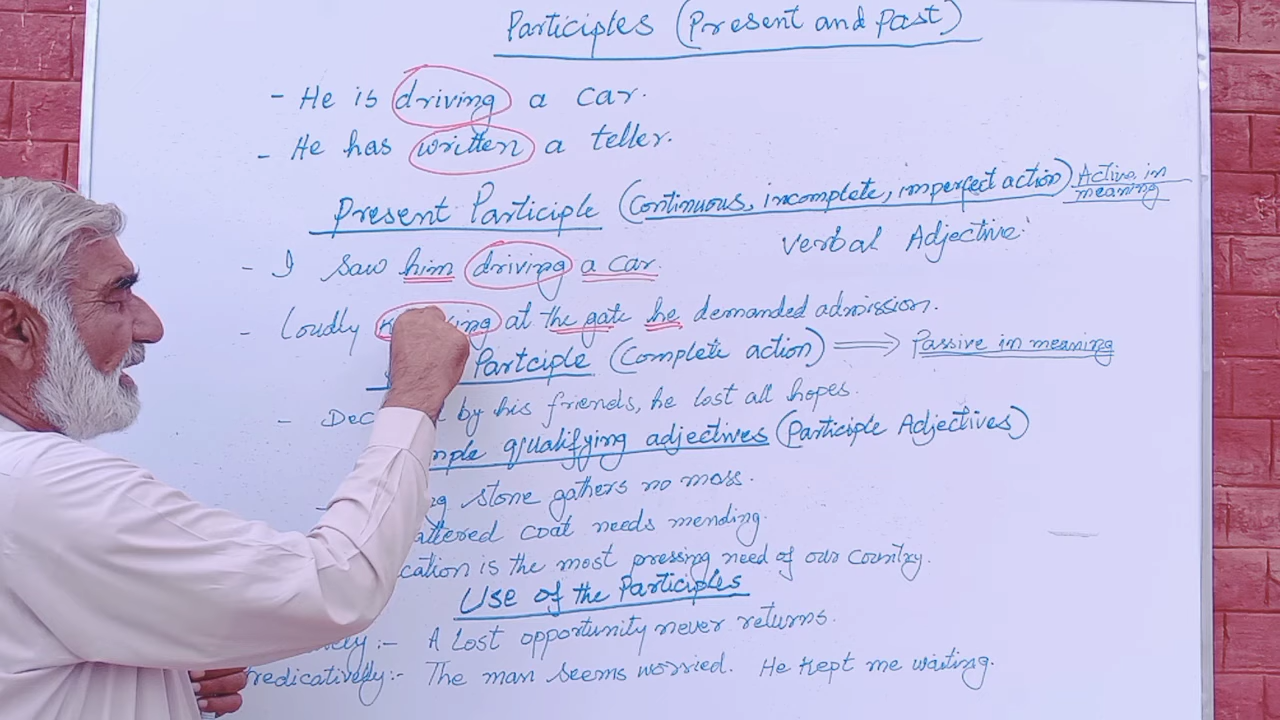 Participles (Present and Past)
- He is driving a car.
- He has written a teller.
Present Participle (Continuous, incomplete, imperfect action) Active in meaning
Verbal Adjective
- I saw him driving a car.
- Loudly at the gate he demanded admission.
Partciple (Complete action) ⟹ Passive in meaning
- by his friends, he lost all hopes.
qualifying adjectives (Participle Adjectives)
stone gathers no moss.
coat needs mending.
is the most pressing need of our country.
Use of the Participles
:- A lost opportunity never returns.
redicatively:- The man seems worried. He kept me waiting.